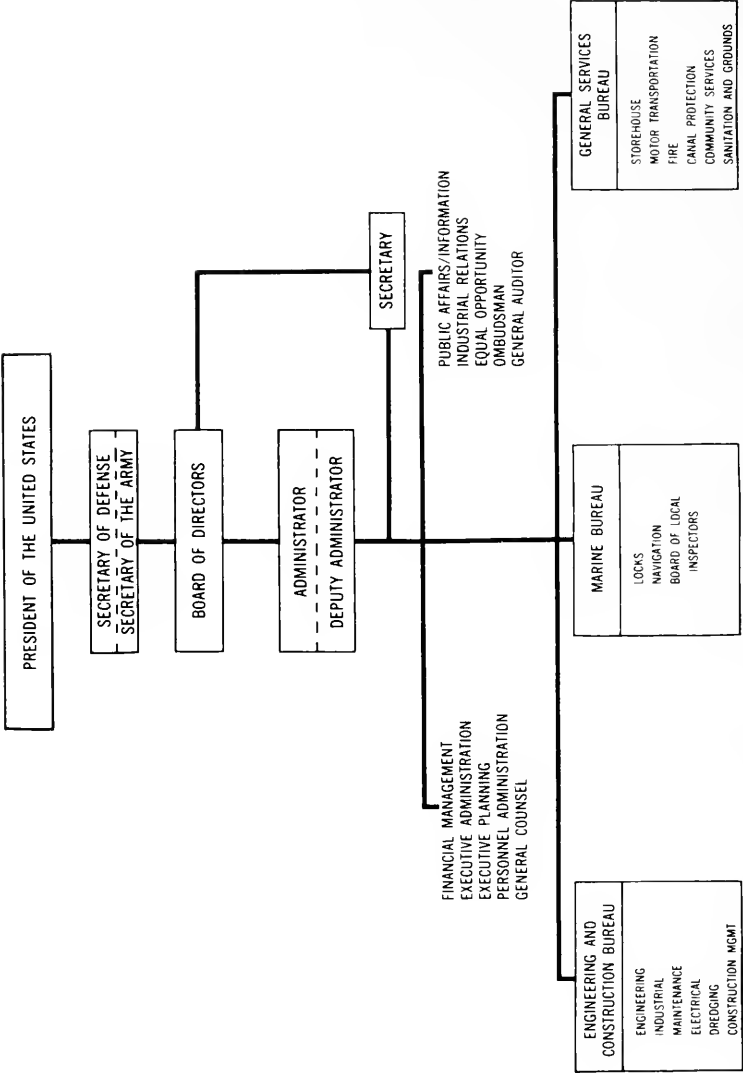 PRESIDENT OF THE UNITED STATES
SECRETARY OF DEFENSE
SECRETARY OF THE ARMY
BOARD OF DIRECTORS
ADMINISTRATOR
DEPUTY ADMINISTRATOR
SECRETARY
FINANCIAL MANAGEMENT
EXECUTIVE ADMINISTRATION
EXECUTIVE PLANNING
PERSONNEL ADMINISTRATION
GENERAL COUNSEL
PUBLIC AFFAIRS/INFORMATION
INDUSTRIAL RELATIONS
EQUAL OPPORTUNITY
OMBUDSMAN
GENERAL AUDITOR
ENGINEERING AND
CONSTRUCTION BUREAU
ENGINEERING
INDUSTRIAL
MAINTENANCE
ELECTRICAL
DREDGING
CONSTRUCTION MGMT
MARINE BUREAU
LOCKS
NAVIGATION
BOARD OF LOCAL
INSPECTORS
GENERAL SERVICES
BUREAU
STOREHOUSE
MOTOR TRANSPORTATION
FIRE
CANAL PROTECTION
COMMUNITY SERVICES
SANITATION AND GROUNDS